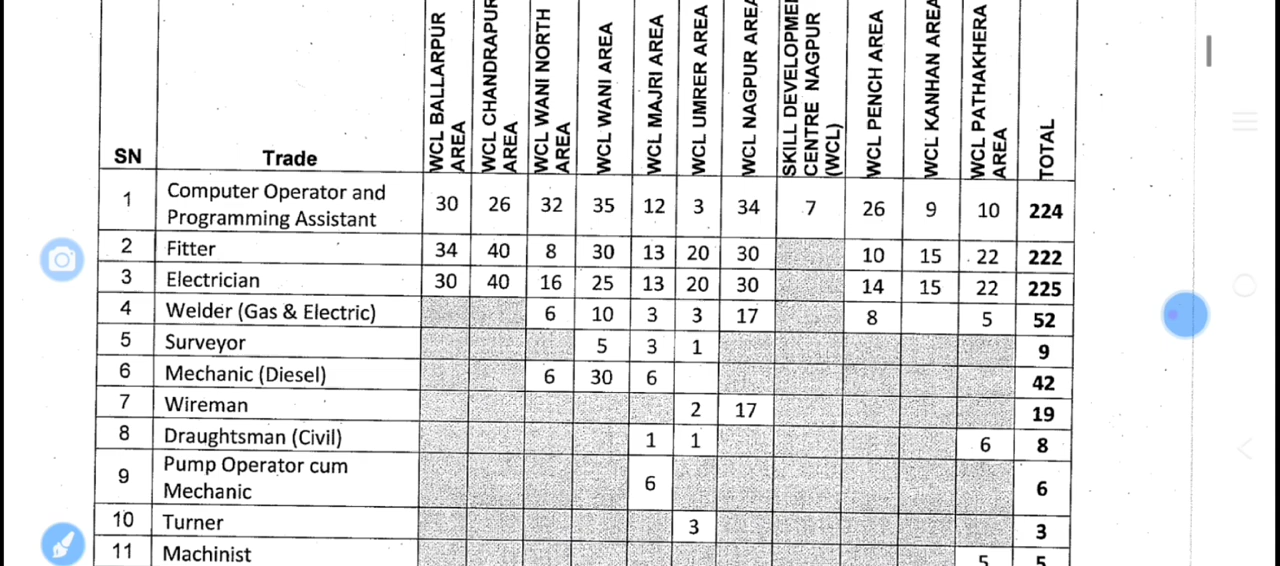 SN Trade WCL BALLARPUR AREA WCL CHANDRAPUR AREA WCL WANI NORTH AREA WCL WANI AREA WCL MAJRI AREA WCL UMRER AREA WCL NAGPUR AREA SKILL DEVELOPME CENTRE NAGPUR (WCL) WCL PENCH AREA WCL KANHAN AREA WCL PATHAKHERA AREA TOTAL
1 Computer Operator and Programming Assistant 30 26 32 35 12 3 34 7 26 9 10 224
2 Fitter 34 40 8 30 13 20 30 10 15 22 222
3 Electrician 30 40 16 25 13 20 30 14 15 22 225
4 Welder (Gas & Electric) 6 10 3 3 17 8 5 52
5 Surveyor 5 3 1 9
6 Mechanic (Diesel) 6 30 6 42
7 Wireman 2 17 19
8 Draughtsman (Civil) 1 1 6 8
9 Pump Operator cum Mechanic 6 6
10 Turner 3 3
11 Machinist 5 5